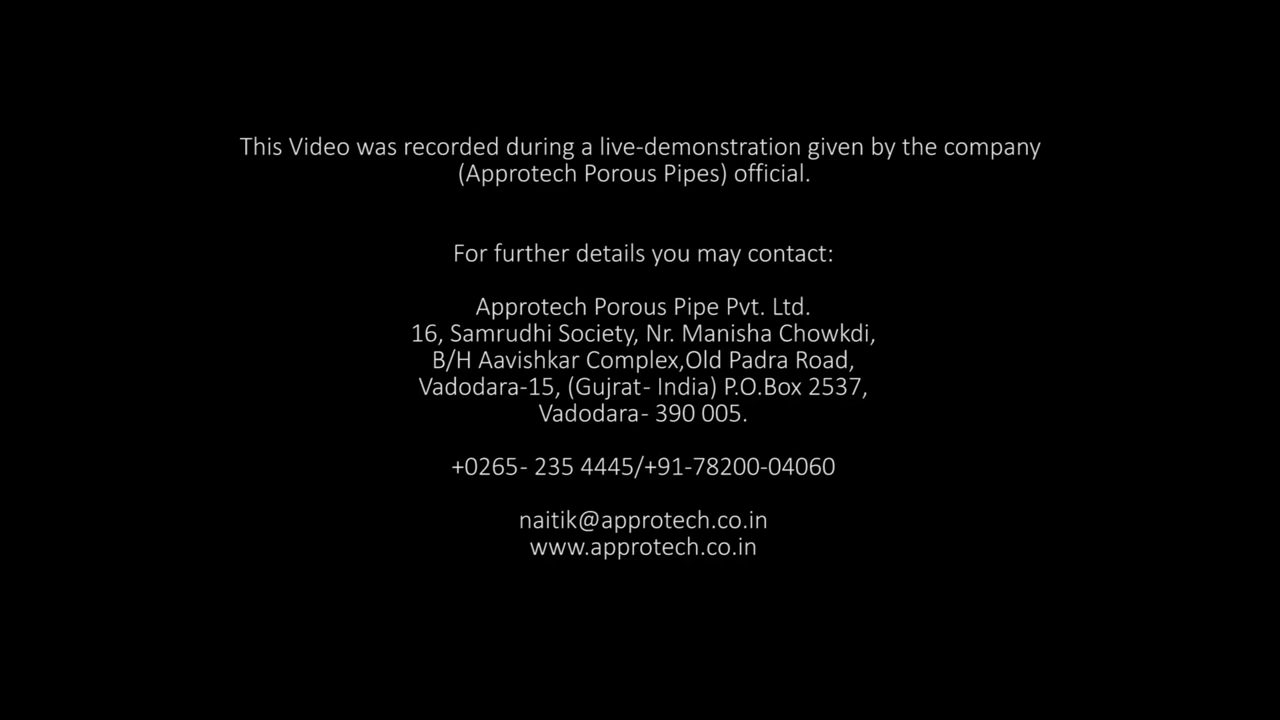 This Video was recorded during a live-demonstration given by the company
(Approtech Porous Pipes) official.
For further details you may contact:
Approtech Porous Pipe Pvt. Ltd.
16, Samrudhi Society, Nr. Manisha Chowkdi,
B/H Aavishkar Complex,Old Padra Road,
Vadodara-15, (Gujrat- India) P.O.Box 2537,
Vadodara- 390 005.
+0265- 235 4445/+91-78200-04060
naitik@approtech.co.in
www.approtech.co.in